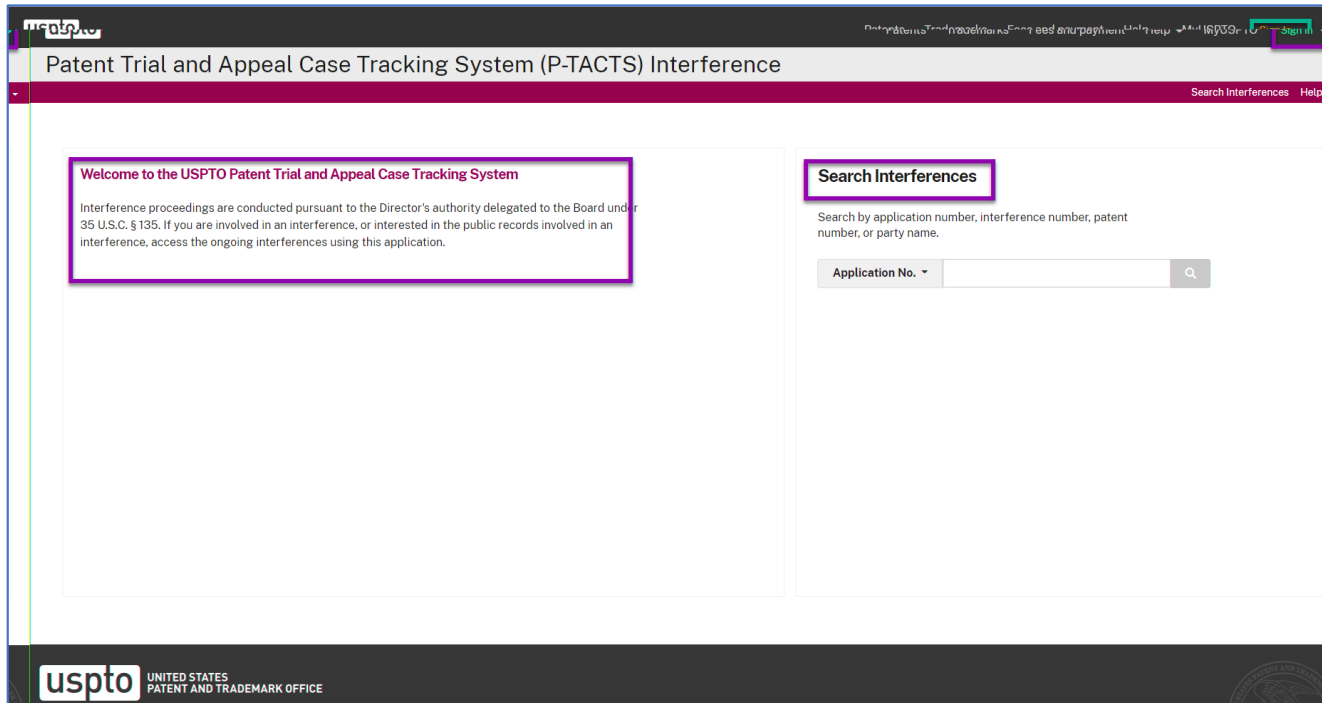 uspto
Sign in
Patent Trial and Appeal Case Tracking System (P-TACTS) Interference
Search Interferences Help
Welcome to the USPTO Patent Trial and Appeal Case Tracking System
Interference proceedings are conducted pursuant to the Director's authority delegated to the Board under
35 U.S.C. § 135. If you are involved in an interference, or interested in the public records involved in an
interference, access the ongoing interferences using this application.
Search Interferences
Search by application number, interference number, patent
number, or party name.
Application No.
uspto
UNITED STATES
PATENT AND TRADEMARK OFFICE